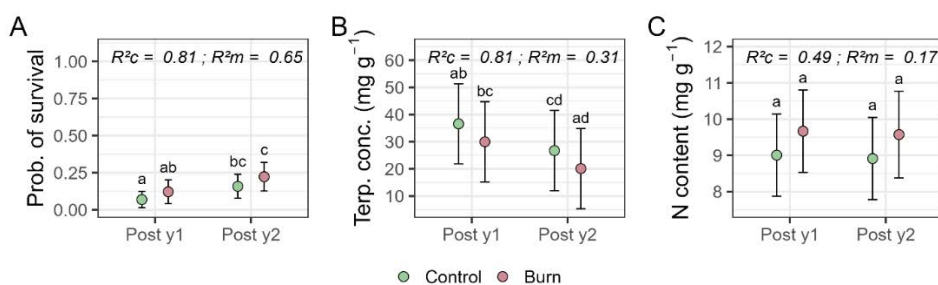 A
R²c = 0.81 ; R²m = 0.65
Prob. of survival
1.00
0.75
0.50
0.25
0.00
a
ab
bc
c
Post y1
Post y2
B
R²c = 0.81 ; R²m = 0.31
Terp. conc. (mg g⁻¹)
60
50
40
30
20
10
ab
bc
cd
ad
Post y1
Post y2
C
R²c = 0.49 ; R²m = 0.17
N content (mg g⁻¹)
12
11
10
9
8
a
a
a
a
Post y1
Post y2
Control
Burn